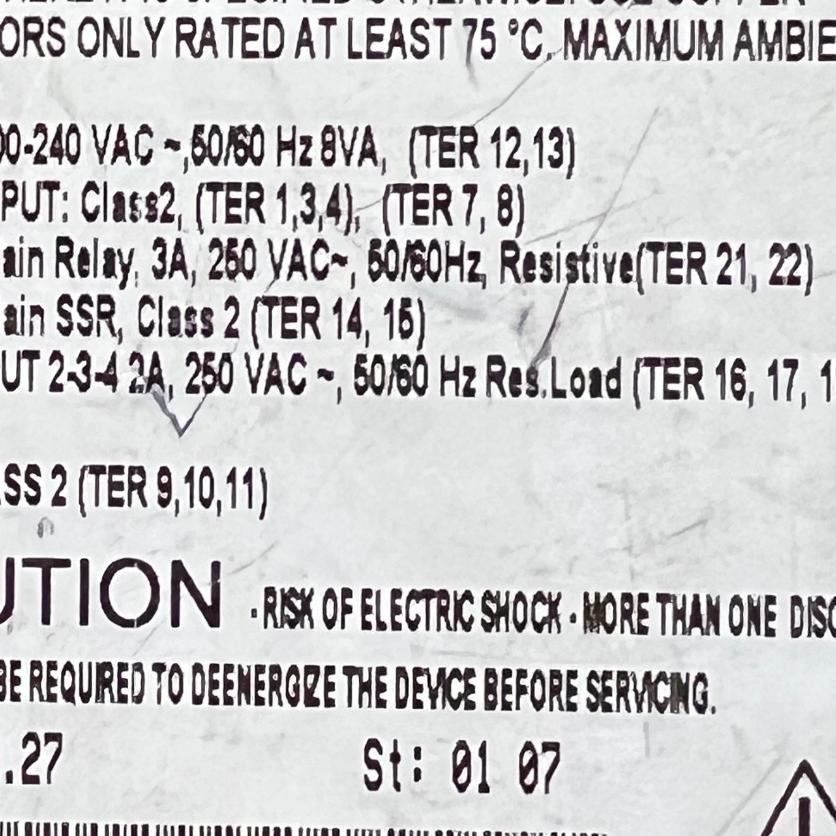 ORS ONLY RATED AT LEAST 75 °C. MAXIMUM AMBIE
00-240 VAC ~,50/60 Hz 8VA, (TER 12,13)
PUT: Class2, (TER 1,3,4), (TER 7, 8)
ain Relay, 3A, 250 VAC~, 50/60Hz, Resistive(TER 21, 22)
ain SSR, Class 2 (TER 14, 15)
UT 2-3-4 2A, 250 VAC ~, 50/60 Hz Res.Load (TER 16, 17, 1
SS 2 (TER 9,10,11)
UTION - RISK OF ELECTRIC SHOCK - MORE THAN ONE DISC
BE REQUIRED TO DEENERGIZE THE DEVICE BEFORE SERVICING.
.27 St: 01 07